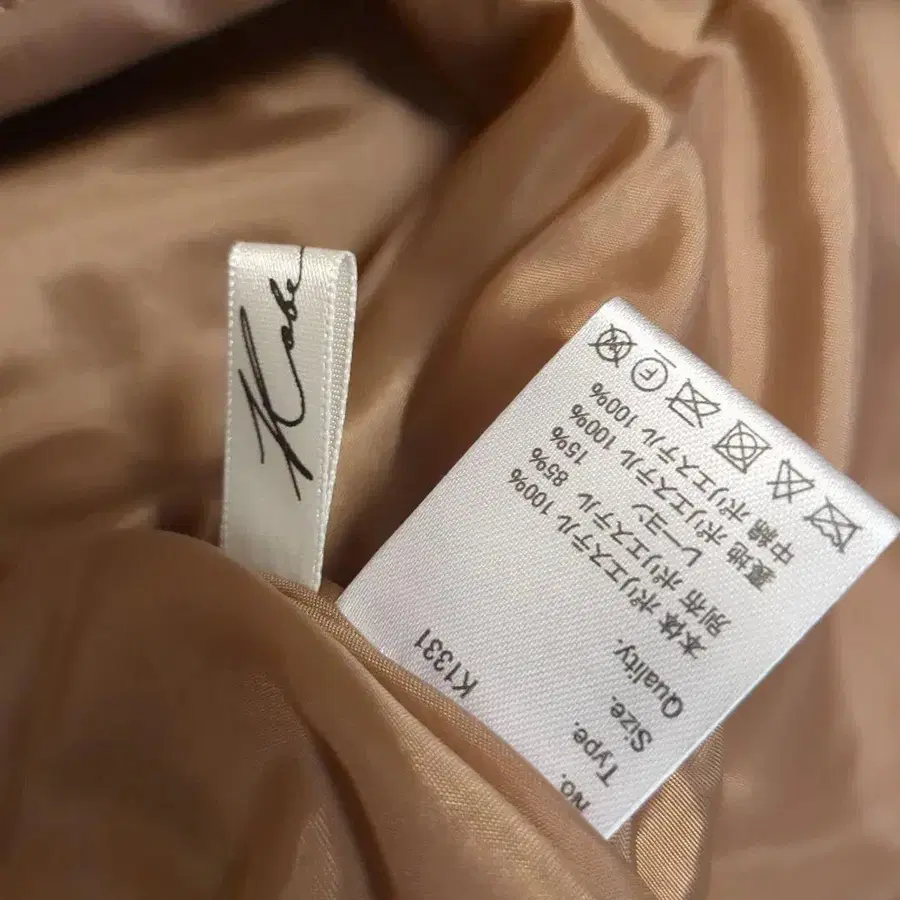 Kobe
No. K1331
Type.
Size.
Quality.
本体 ポリエステル 100%
別布 ポリエステル 85%
レーヨン 15%
裏地 ポリエステル 100%
中綿 ポリエステル 100%
F